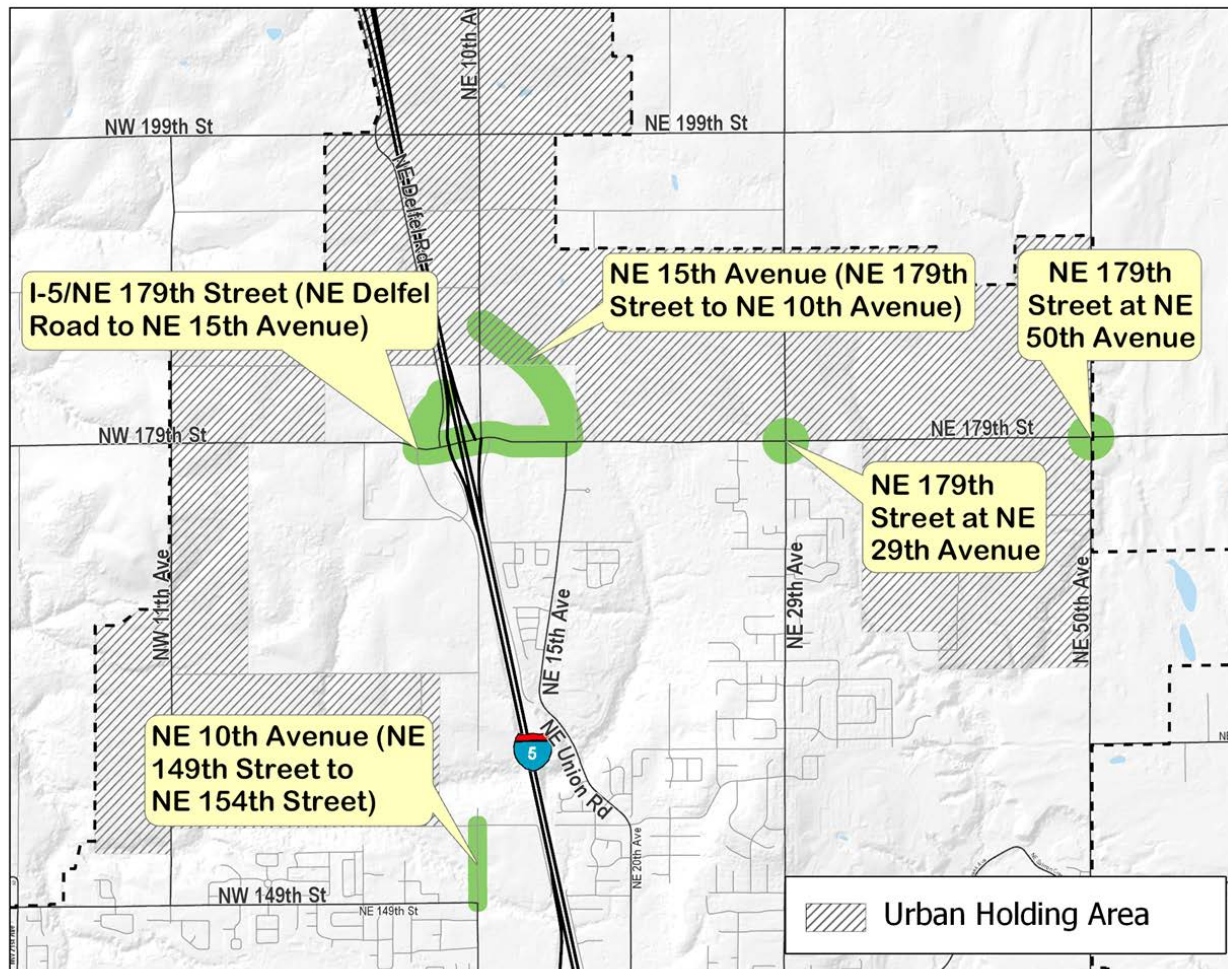 NE 10th Av
NW 199th St
NE 199th St
NE Delfel Rd
I-5/NE 179th Street (NE Delfel
Road to NE 15th Avenue)
NE 15th Avenue (NE 179th
Street to NE 10th Avenue)
NE 179th
Street at NE
50th Avenue
NW 179th St
NE 179th St
NE 179th
Street at NE
29th Avenue
NW 11th Ave
NE 15th Ave
NE 29th Ave
NE 50th Ave
NE 10th Avenue (NE
149th Street to
NE 154th Street)
5
NE Union Rd
NE 20th Ave
NW 149th St
NE 149th St
NE
Urban Holding Area